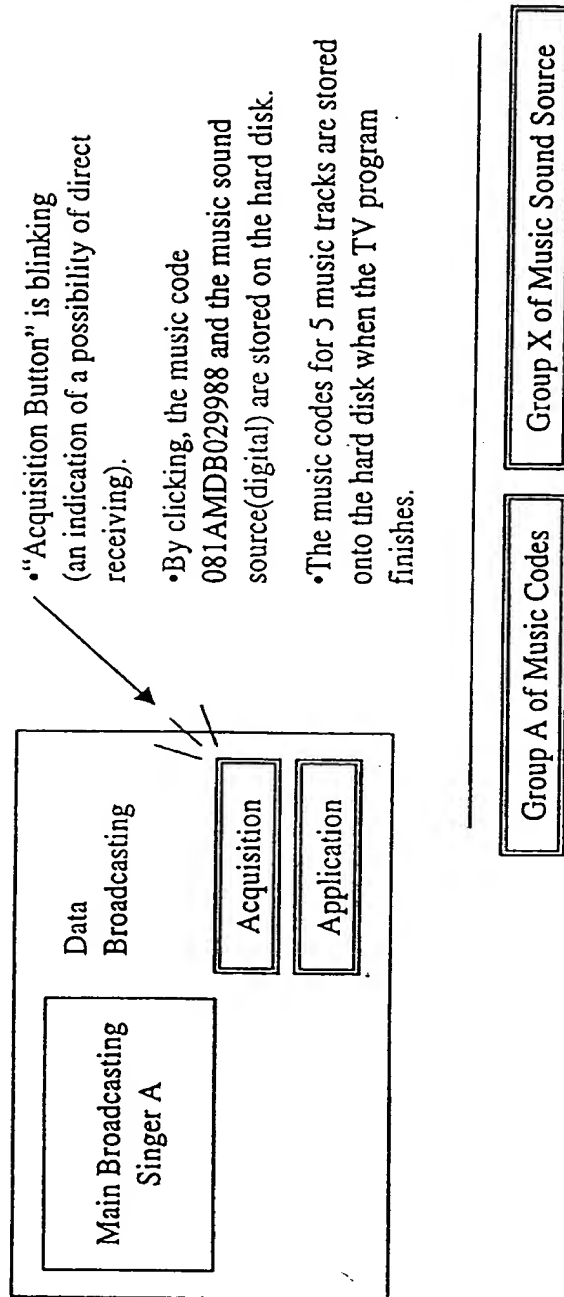 Main Broadcasting
Singer A
Data
Broadcasting
Acquisition
Application
•“Acquisition Button” is blinking
(an indication of a possibility of direct
receiving).
•By clicking, the music code
081AMDB029988 and the music sound
source(digital) are stored on the hard disk.
•The music codes for 5 music tracks are stored
onto the hard disk when the TV program
finishes.
Group A of Music Codes
Group X of Music Sound Source